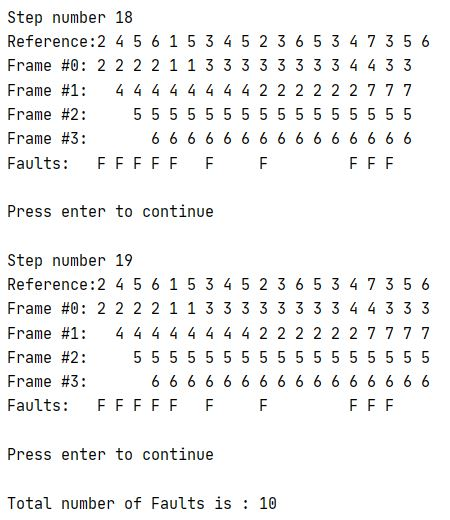 Step number 18
Reference:2 4 5 6 1 5 3 4 5 2 3 6 5 3 4 7 3 5 6
Frame #0: 2 2 2 2 1 1 3 3 3 3 3 3 3 3 4 4 3 3
Frame #1:   4 4 4 4 4 4 4 4 2 2 2 2 2 2 7 7 7
Frame #2:     5 5 5 5 5 5 5 5 5 5 5 5 5 5 5 5
Frame #3:       6 6 6 6 6 6 6 6 6 6 6 6 6 6 6
Faults:   F F F F F   F     F         F F F
Press enter to continue
Step number 19
Reference:2 4 5 6 1 5 3 4 5 2 3 6 5 3 4 7 3 5 6
Frame #0: 2 2 2 2 1 1 3 3 3 3 3 3 3 3 4 4 3 3 3
Frame #1:   4 4 4 4 4 4 4 4 2 2 2 2 2 2 7 7 7 7
Frame #2:     5 5 5 5 5 5 5 5 5 5 5 5 5 5 5 5 5
Frame #3:       6 6 6 6 6 6 6 6 6 6 6 6 6 6 6 6
Faults:   F F F F F   F     F         F F F
Press enter to continue
Total number of Faults is : 10